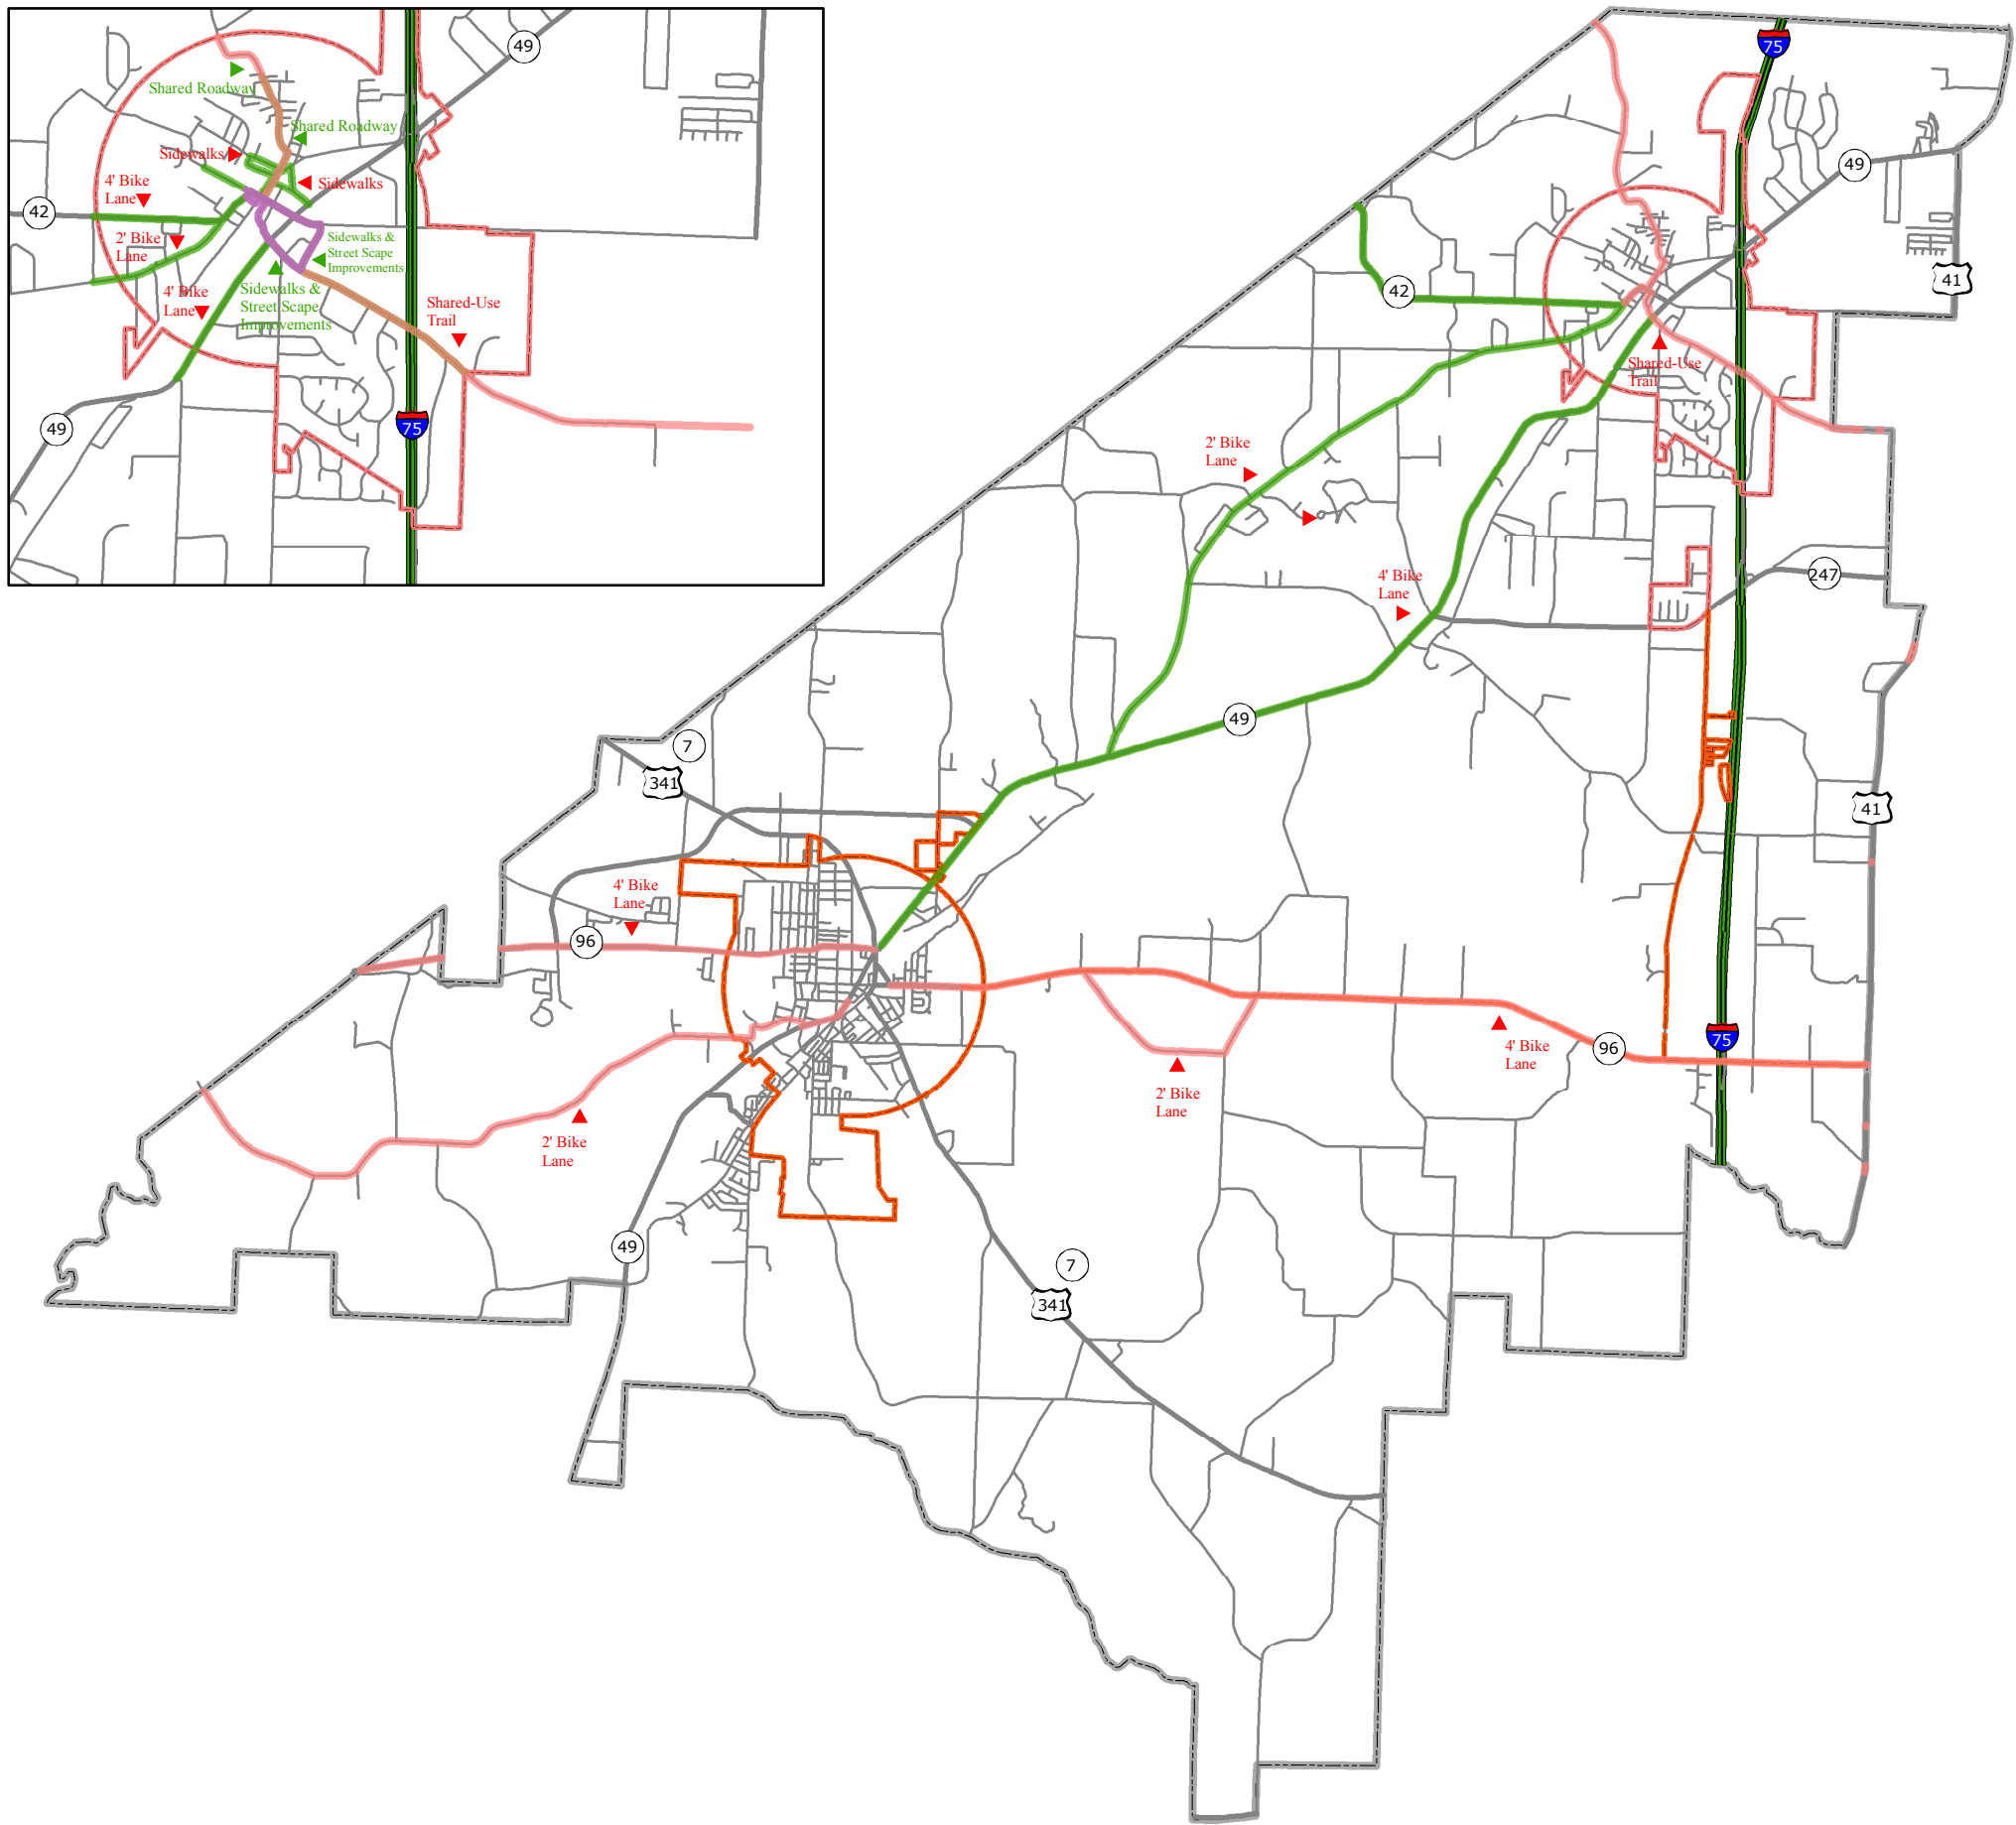 49
Shared Roadway
Shared Roadway
Sidewalks
Sidewalks
4' Bike
Lane
42
2' Bike
Lane
Sidewalks &
Street Scape
Improvements
4' Bike
Lane
Sidewalks &
Street Scape
Improvements
Shared-Use
Trail
49
75
75
49
41
42
Shared-Use
Trail
2' Bike
Lane
4' Bike
Lane
247
49
7
341
41
4' Bike
Lane
96
4' Bike
Lane
96
75
2' Bike
Lane
2' Bike
Lane
49
7
341